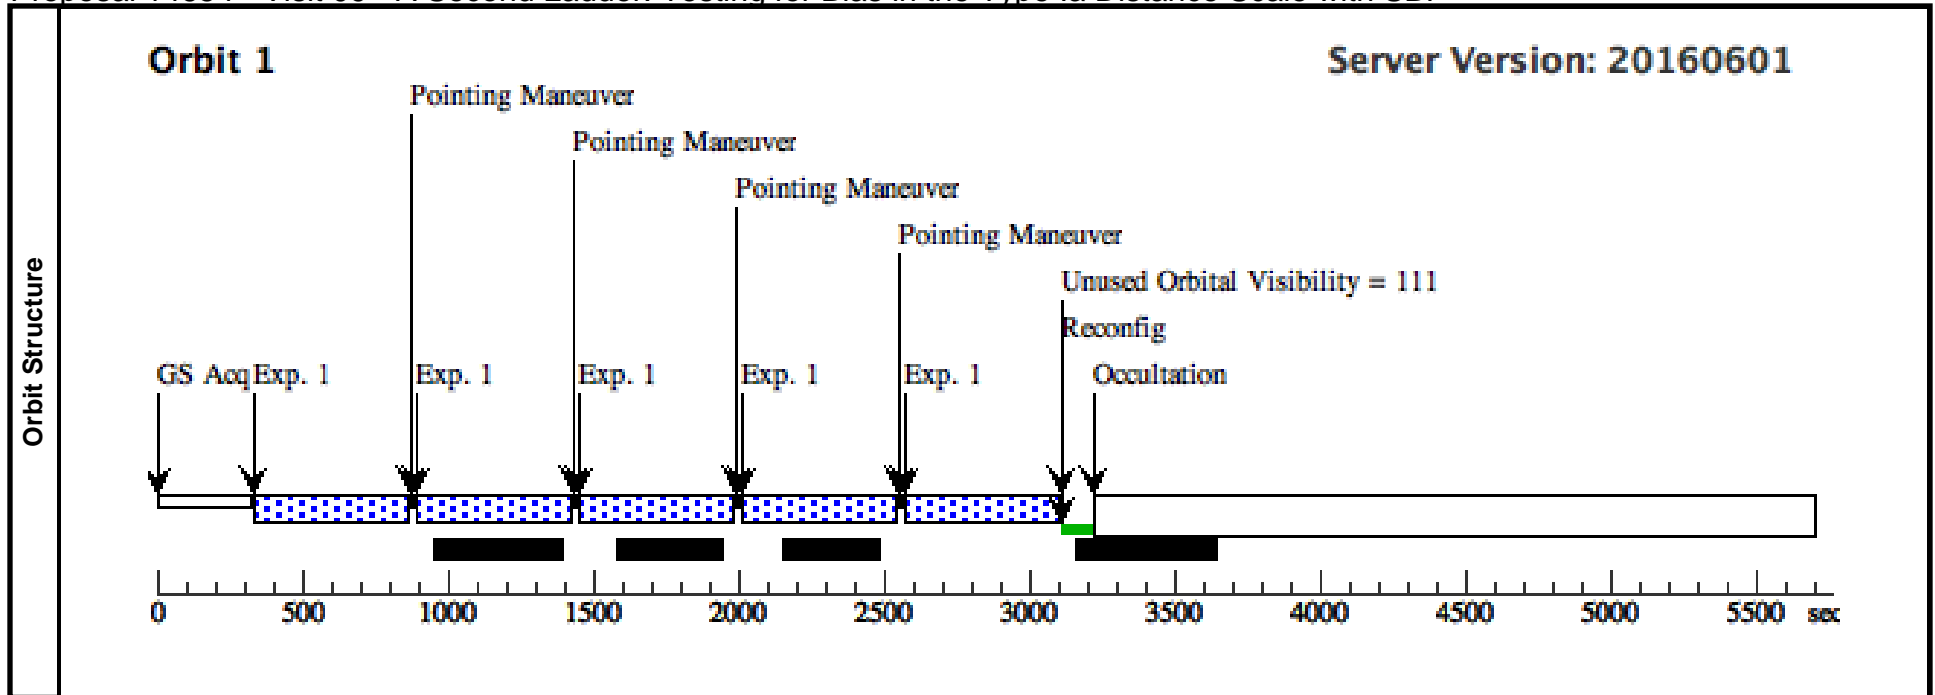 Orbit Structure
Orbit 1
Server Version: 20160601
Pointing Maneuver
Pointing Maneuver
Pointing Maneuver
Pointing Maneuver
Unused Orbital Visibility = 111
Reconfig
GS Acq Exp. 1 Exp. 1 Exp. 1 Exp. 1 Exp. 1 Occultation
0 500 1000 1500 2000 2500 3000 3500 4000 4500 5000 5500 sec